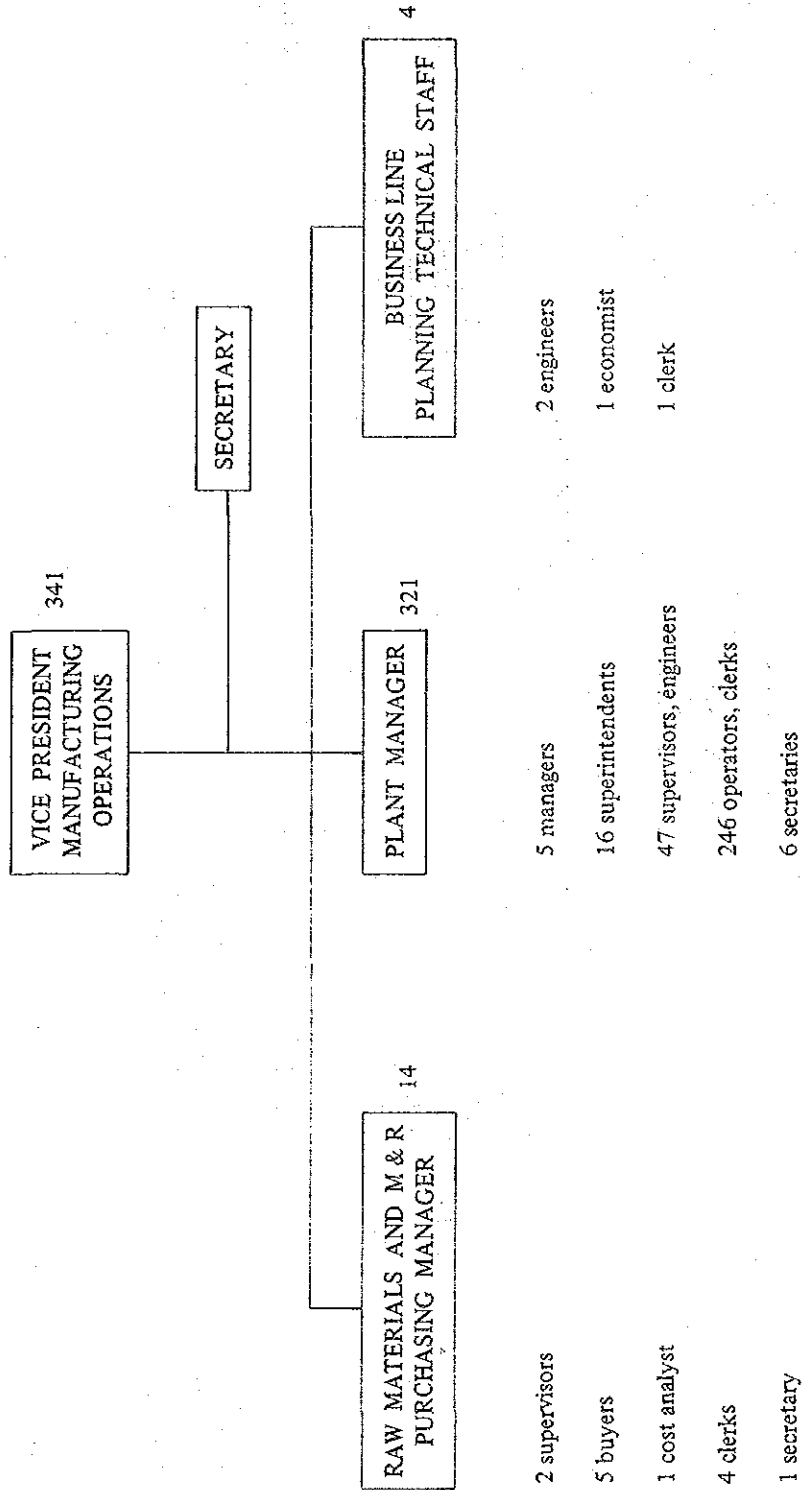 VICE PRESIDENT
MANUFACTURING
OPERATIONS
341
SECRETARY
RAW MATERIALS AND M & R
PURCHASING MANAGER
14
PLANT MANAGER
321
BUSINESS LINE
PLANNING TECHNICAL STAFF
4
2 supervisors
5 buyers
1 cost analyst
4 clerks
1 secretary
5 managers
16 superintendents
47 supervisors, engineers
246 operators, clerks
6 secretaries
2 engineers
1 economist
1 clerk